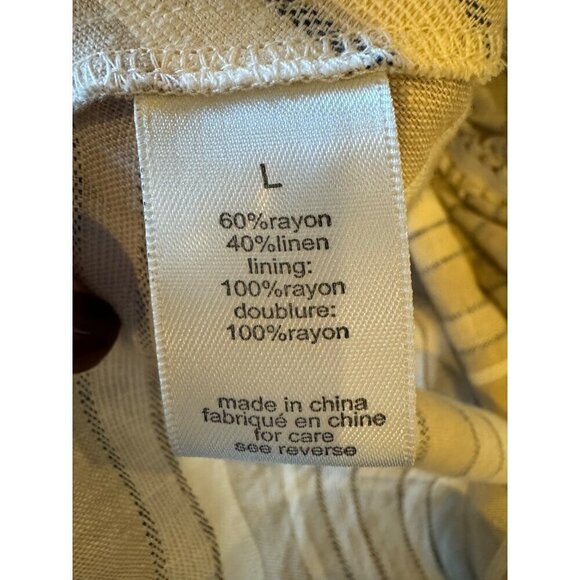 L
60%rayon
40%linen
lining:
100%rayon
doublure:
100%rayon
made in china
fabriqué en chine
for care
see reverse